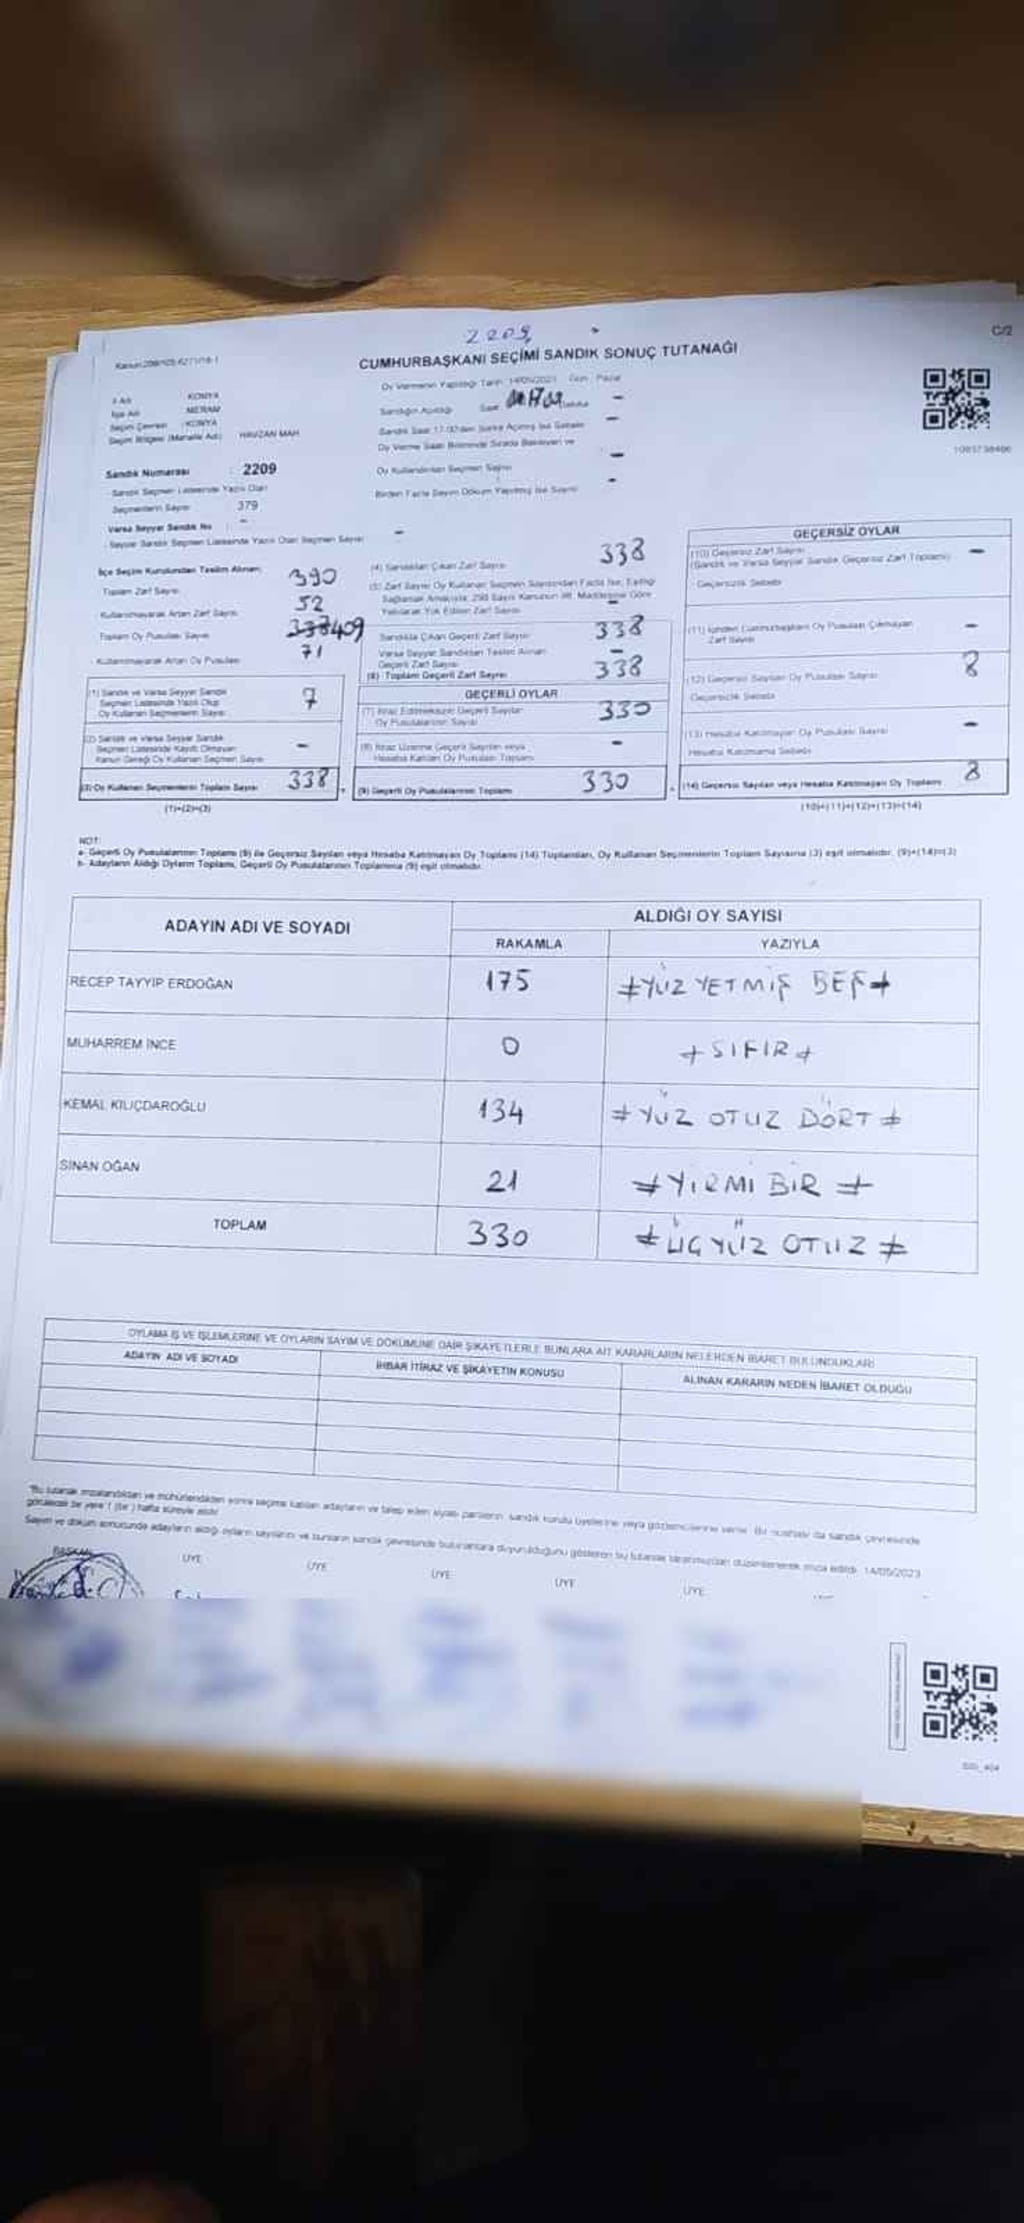 2209
C/2
CUMHURBAŞKANI SEÇİMİ SANDIK SONUÇ TUTANAĞI
Oy Vermenin Yapıldığı Tarih 14/05/2023 Gün Pazar
İl Adı KONYA
İlçe Adı MERAM
Seçim Çevresi KONYA
Seçim Bölgesi (Mahalle Adı) HAVZAN MAH
Sandığın Açıldığı Saat
Sandık Saat 17.00'den Sonra Açılmış İse Sebebi -
Oy Verme Saati Bitiminde Sırada Bekleyen ve
Oy Kullandırılan Seçmen Sayısı -
Birden Fazla Sayım Döküm Yapılmış İse Sayısı -
Sandık Numarası : 2209
Sandık Seçmen Listesinde Yazılı Olan
Seçmenlerin Sayısı 379
Varsa Seyyar Sandık No : -
Seyyar Sandık Seçmen Listesinde Yazılı Olan Seçmen Sayısı -
İlçe Seçim Kurulundan Teslim Alınan;
Toplam Zarf Sayısı 390
Kullanılmayarak Artan Zarf Sayısı 52
Toplam Oy Pusulası Sayısı 338 409
Kullanılmayarak Artan Oy Pusulası 71
(1) Sandık ve Varsa Seyyar Sandık
Seçmen Listesinde Yazılı Olup
Oy Kullanan Seçmenlerin Sayısı 7
(2) Sandık ve Varsa Seyyar Sandık
Seçmen Listesinde Kayıtlı Olmayan
Kanun Gereği Oy Kullanan Seçmen Sayısı -
(3) Oy Kullanan Seçmenlerin Toplam Sayısı 338
(1)+(2)=(3)
(4) Sandıktan Çıkan Zarf Sayısı 338
(5) Zarf Sayısı Oy Kullanan Seçmen Sayısından Fazla İse, Eşitliği
Sağlamak Amacıyla, 298 Sayılı Kanunun 98. Maddesine Göre
Yakılarak Yok Edilen Zarf Sayısı -
Sandıkta Çıkan Geçerli Zarf Sayısı 338
Varsa Seyyar Sandıktan Teslim Alınan
Geçerli Zarf Sayısı -
(6) Toplam Geçerli Zarf Sayısı 338
GEÇERLİ OYLAR
(7) İtiraz Edilmeksizin Geçerli Sayılan
Oy Pusulalarının Sayısı 330
(8) İtiraz Üzerine Geçerli Sayılan veya
Hesaba Katılan Oy Pusulaları Toplamı -
(9) Geçerli Oy Pusulalarının Toplamı 330
GEÇERSİZ OYLAR
(10) Geçersiz Zarf Sayısı -
(Sandık ve Varsa Seyyar Sandık Geçersiz Zarf Toplamı)
Geçersizlik Sebebi
(11) İçinden Cumhurbaşkanı Oy Pusulası Çıkmayan
Zarf Sayısı -
(12) Geçersiz Sayılan Oy Pusulası Sayısı 8
Geçersizlik Sebebi
(13) Hesaba Katılmayan Oy Pusulası Sayısı -
Hesaba Katılmama Sebebi
(14) Geçersiz Sayılan veya Hesaba Katılmayan Oy Toplamı 8
(10)+(11)+(12)+(13)=(14)
NOT:
a- Geçerli Oy Pusulalarının Toplamı (9) ile Geçersiz Sayılan veya Hesaba Katılmayan Oy Toplamı (14) Toplamları, Oy Kullanan Seçmenlerin Toplam Sayısına (3) eşit olmalıdır. (9)+(14)=(3)
b- Adayların Aldığı Oyların Toplamı, Geçerli Oy Pusulalarının Toplamına (9) eşit olmalıdır.
ADAYIN ADI VE SOYADI
ALDIĞI OY SAYISI
RAKAMLA YAZIYLA
RECEP TAYYİP ERDOĞAN 175 #YÜZ YETMİŞ BEŞ#
MUHARREM İNCE 0 #SIFIR#
KEMAL KILIÇDAROĞLU 134 #YÜZ OTUZ DÖRT#
SİNAN OĞAN 21 #YİRMİ BİR#
TOPLAM 330 #ÜÇ YÜZ OTUZ#
OYLAMA İŞ VE İŞLEMLERİNE VE OYLARIN SAYIM VE DÖKÜMÜNE DAİR ŞİKAYETLERLE BUNLARA AİT KARARLARIN NELERDEN İBARET BULUNDUKLARI
ADAYIN ADI VE SOYADI
İHBAR İTİRAZ VE ŞİKAYETİN KONUSU
ALINAN KARARIN NEDEN İBARET OLDUĞU
"Bu tutanak imzalandıktan ve mühürlendikten sonra seçime katılan adayların ve talep eden siyasi partilerin sandık kurulu üyelerine veya gözlemcilerine verilir. Bir nushası da sandık çevresinde
görülecek bir yere 1 (bir) hafta süreyle asılır.
Sayım ve döküm sonucunda adayların aldığı oyların sayılarını ve bunların sandık çevresinde bulunanlara duyurulduğunu gösteren bu tutanak tarafımızdan düzenlenerek imza edildi. 14/05/2023
BAŞKAN ÜYE ÜYE ÜYE ÜYE ÜYE